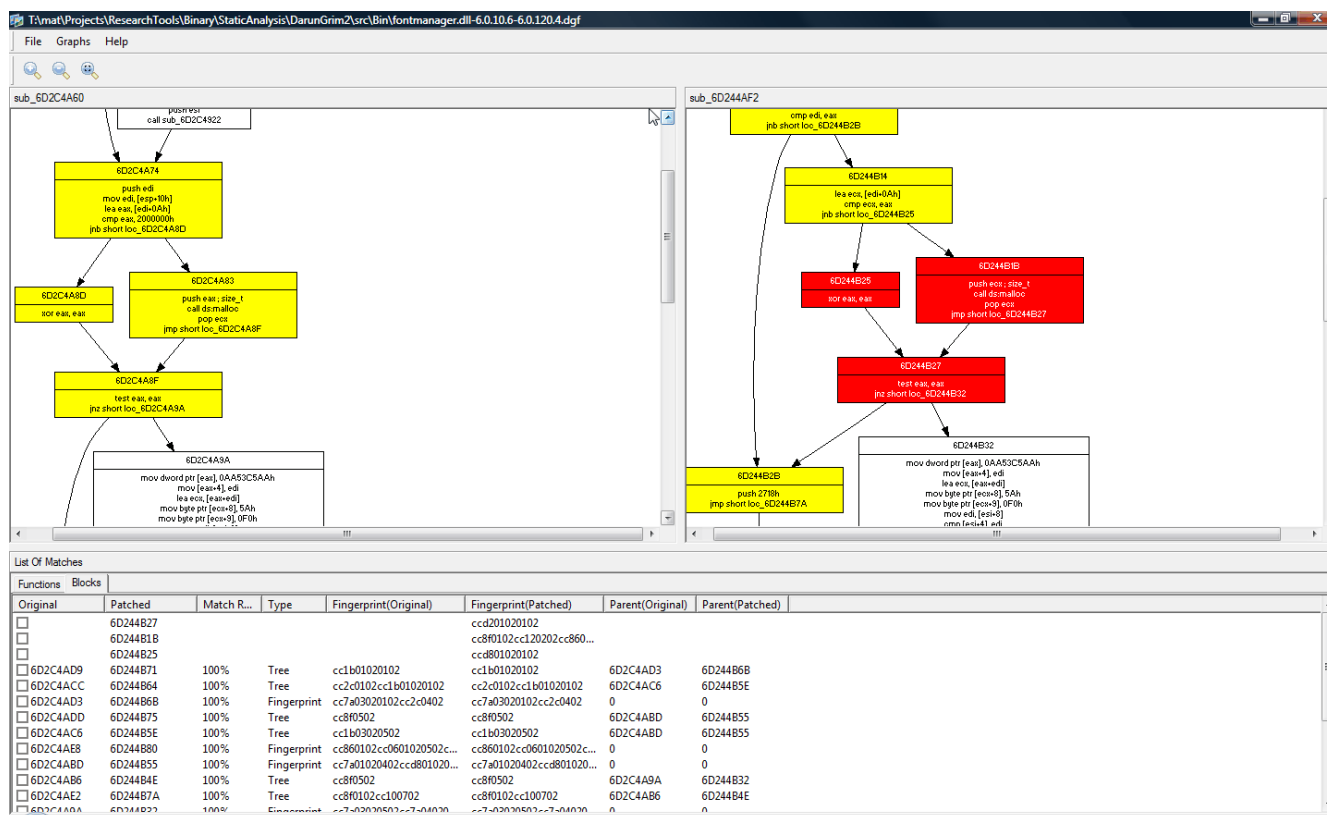 T:\mat\Projects\ResearchTools\Binary\StaticAnalysis\DarunGrim2\src\Bin\fontmanager.dll-6.0.10.6-6.0.120.4.dgf
File Graphs Help
sub_6D2C4A60
push esi
call sub_6D2C4922
6D2C4A74
push edi
mov edi, [esp+10h]
lea eax, [edi+0Ah]
cmp eax, 2000000h
jnb short loc_6D2C4A8D
6D2C4A83
push eax ; size_t
call ds:malloc
pop ecx
jmp short loc_6D2C4A8F
6D2C4A8D
xor eax, eax
6D2C4A8F
test eax, eax
jnz short loc_6D2C4A9A
6D2C4A9A
mov dword ptr [eax], 0AA53C5AAh
mov [eax+4], edi
lea ecx, [eax+edi]
mov byte ptr [ecx+8], 5Ah
mov byte ptr [ecx+9], 0F0h
sub_6D244AF2
cmp edi, eax
jnb short loc_6D244B2B
6D244B14
lea ecx, [edi+0Ah]
cmp ecx, eax
jnb short loc_6D244B25
6D244B1B
push ecx ; size_t
call ds:malloc
pop ecx
jmp short loc_6D244B27
6D244B25
xor eax, eax
6D244B27
test eax, eax
jnz short loc_6D244B32
6D244B32
mov dword ptr [eax], 0AA53C5AAh
mov [eax+4], edi
lea ecx, [eax+edi]
mov byte ptr [ecx+8], 5Ah
mov byte ptr [ecx+9], 0F0h
mov edi, [esi+8]
cmp [esi+4], edi
6D244B2B
push 2718h
jmp short loc_6D244B7A
List Of Matches
Functions Blocks
Original Patched Match R... Type Fingerprint(Original) Fingerprint(Patched) Parent(Original) Parent(Patched)
6D244B27 ccd201020102
6D244B1B cc8f0102cc120202cc860...
6D244B25 ccd801020102
6D2C4AD9 6D244B71 100% Tree cc1b01020102 cc1b01020102 6D2C4AD3 6D244B6B
6D2C4ACC 6D244B64 100% Tree cc2c0102cc1b01020102 cc2c0102cc1b01020102 6D2C4AC6 6D244B5E
6D2C4AD3 6D244B6B 100% Fingerprint cc7a03020102cc2c0402 cc7a03020102cc2c0402 0 0
6D2C4ADD 6D244B75 100% Tree cc8f0502 cc8f0502 6D2C4ABD 6D244B55
6D2C4AC6 6D244B5E 100% Tree cc1b03020502 cc1b03020502 6D2C4ABD 6D244B55
6D2C4AE8 6D244B80 100% Fingerprint cc860102cc0601020502c... cc860102cc0601020502c... 0 0
6D2C4ABD 6D244B55 100% Fingerprint cc7a01020402ccd801020... cc7a01020402ccd801020... 0 0
6D2C4AB6 6D244B4E 100% Tree cc8f0502 cc8f0502 6D2C4A9A 6D244B32
6D2C4AE2 6D244B7A 100% Tree cc8f0102cc100702 cc8f0102cc100702 6D2C4AB6 6D244B4E
6D2C4A9A 6D244B32 100% Fingerprint cc7a03020502cc7a04020... cc7a03020502cc7a04020... 0 0